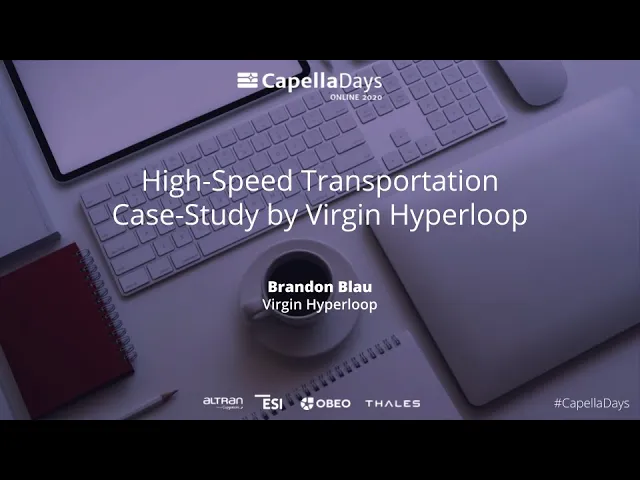 CapellaDays
ONLINE 2020
High-Speed Transportation
Case-Study by Virgin Hyperloop
Brandon Blau
Virgin Hyperloop
ALTRAN ESI OBEO THALES
#CapellaDays